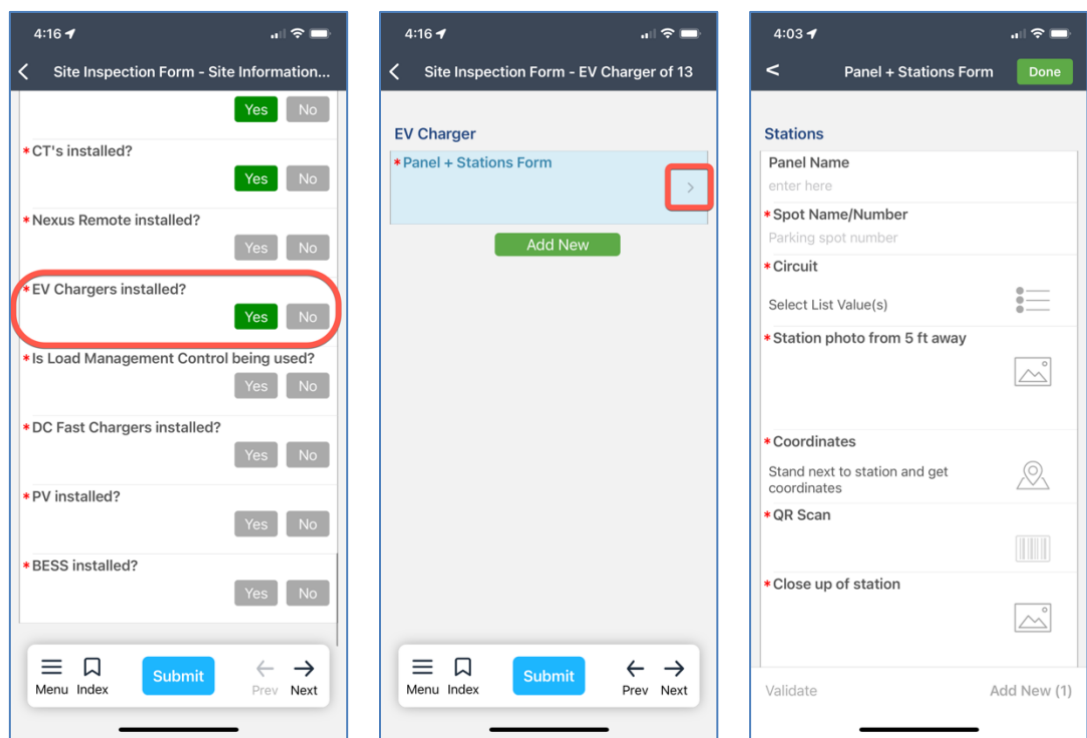 4:16
Site Inspection Form - Site Information...
Yes No
*CT's installed?
Yes No
*Nexus Remote installed?
Yes No
*EV Chargers installed?
Yes No
*Is Load Management Control being used?
Yes No
*DC Fast Chargers installed?
Yes No
*PV installed?
Yes No
*BESS installed?
Yes No
Menu Index Submit Prev Next
4:16
Site Inspection Form - EV Charger of 13
EV Charger
*Panel + Stations Form
Add New
Menu Index Submit Prev Next
4:03
Panel + Stations Form Done
Stations
Panel Name
enter here
*Spot Name/Number
Parking spot number
*Circuit
Select List Value(s)
*Station photo from 5 ft away
*Coordinates
Stand next to station and get
coordinates
*QR Scan
*Close up of station
Validate Add New (1)